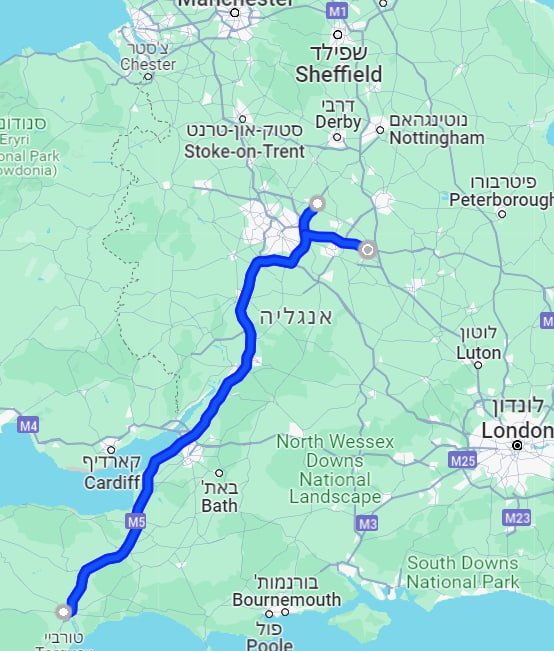 Manchester
M1
צ'סטר
Chester
שפילד
Sheffield
סנודונ
Eryri
onal Park
owdonia)
דרבי
Derby
נוטינגהאם
Nottingham
סטוק-און-טרנט
Stoke-on-Trent
פיטרבורו
Peterborough
אנגליה
לוטון
Luton
לונדון
London
M4
M25
קארדיף
Cardiff
North Wessex
Downs
National
Landscape
באת'
Bath
M5
M3
M23
South Downs
National Park
בורנמות'
Bournemouth
פול
Poole
טורביי